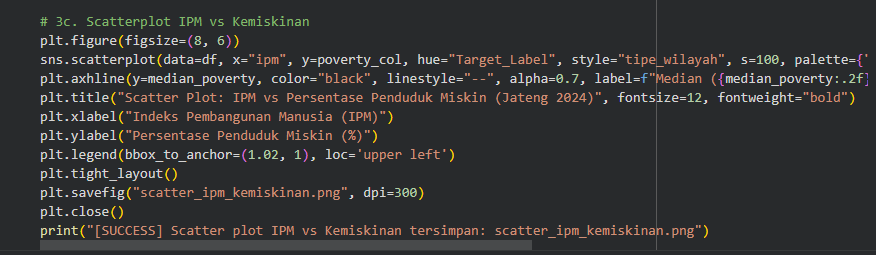 # 3c. Scatterplot IPM vs Kemiskinan
plt.figure(figsize=(8, 6))
sns.scatterplot(data=df, x="ipm", y=poverty_col, hue="Target_Label", style="tipe_wilayah", s=100, palette={"
plt.axhline(y=median_poverty, color="black", linestyle="--", alpha=0.7, label=f"Median ({median_poverty:.2f}
plt.title("Scatter Plot: IPM vs Persentase Penduduk Miskin (Jateng 2024)", fontsize=12, fontweight="bold")
plt.xlabel("Indeks Pembangunan Manusia (IPM)")
plt.ylabel("Persentase Penduduk Miskin (%)")
plt.legend(bbox_to_anchor=(1.02, 1), loc='upper left')
plt.tight_layout()
plt.savefig("scatter_ipm_kemiskinan.png", dpi=300)
plt.close()
print("[SUCCESS] Scatter plot IPM vs Kemiskinan tersimpan: scatter_ipm_kemiskinan.png")